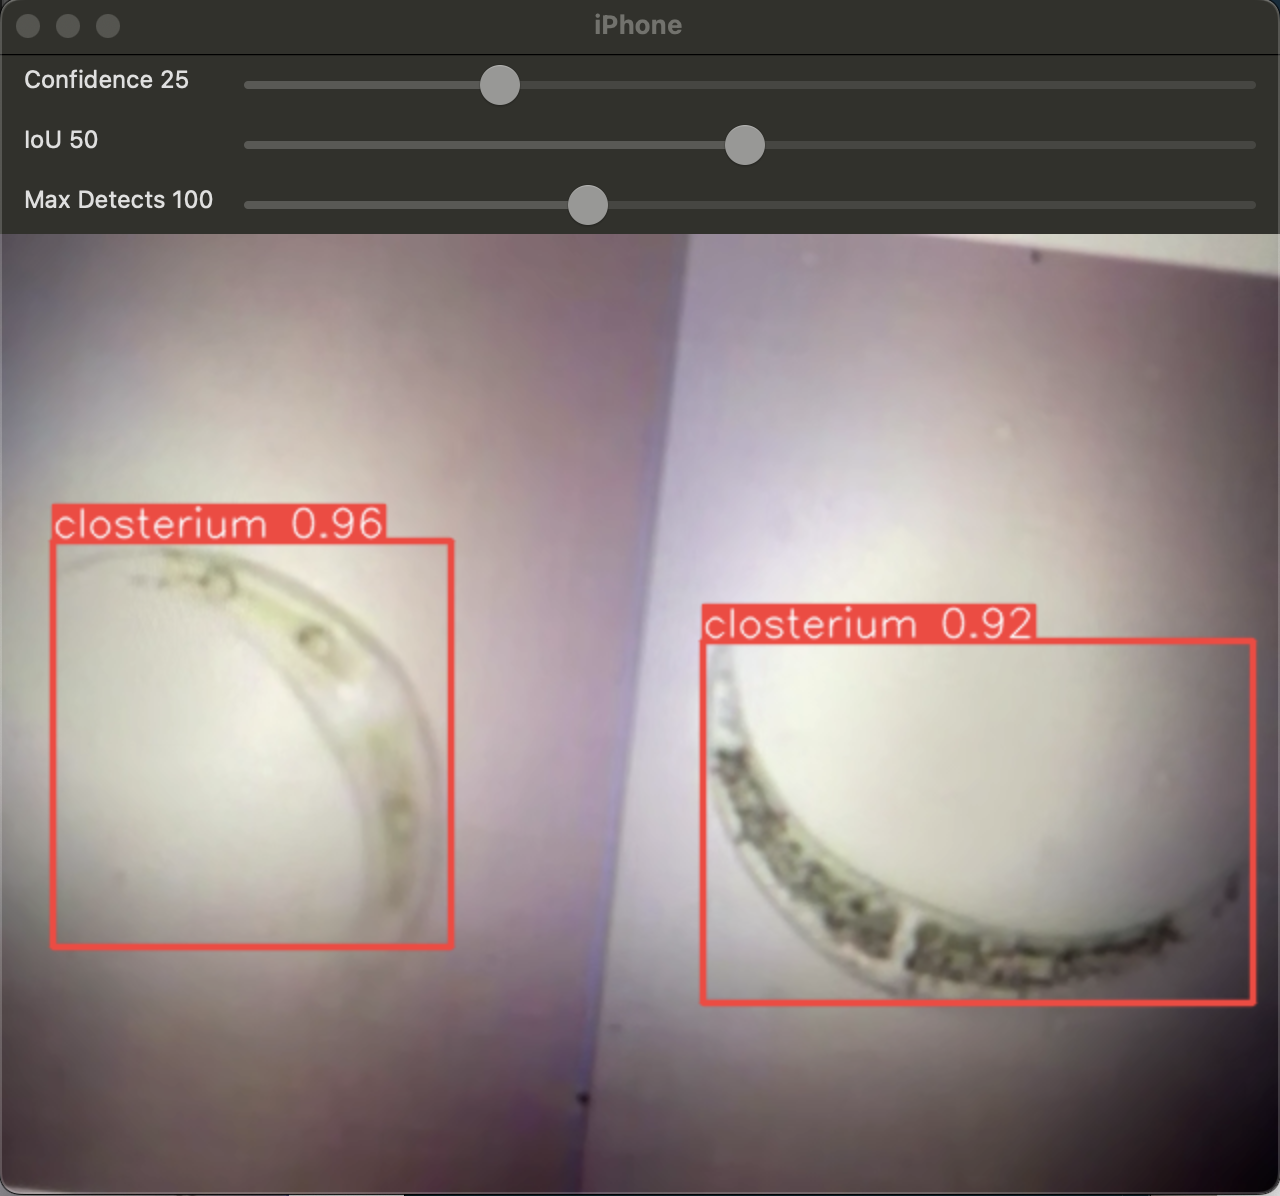 iPhone
Confidence 25
IoU 50
Max Detects 100
closterium 0.96
closterium 0.92